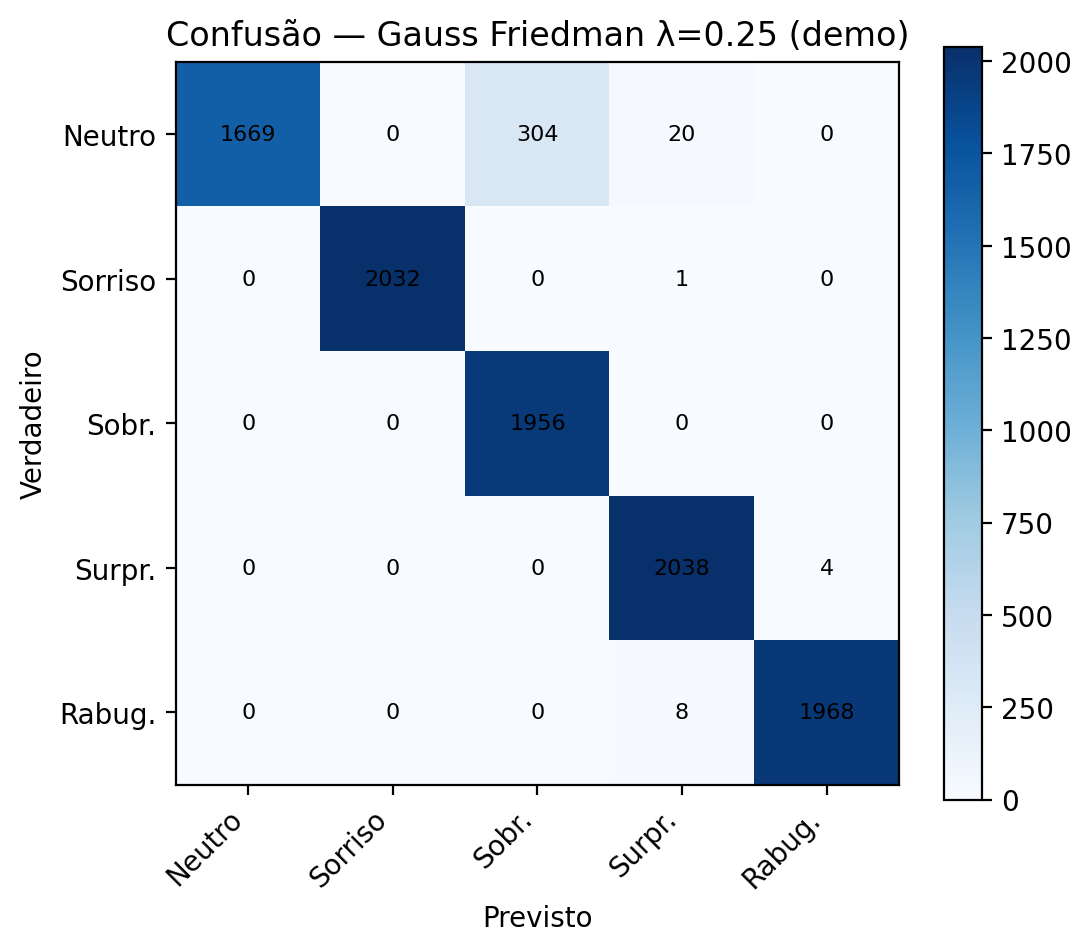 Confusão — Gauss Friedman λ=0.25 (demo)
Neutro 1669 0 304 20 0
Sorriso 0 2032 0 1 0
Sobr. 0 0 1956 0 0
Surpr. 0 0 0 2038 4
Rabug. 0 0 0 8 1968
Verdadeiro
Neutro Sorriso Sobr. Surpr. Rabug.
Previsto
2000
1750
1500
1250
1000
750
500
250
0